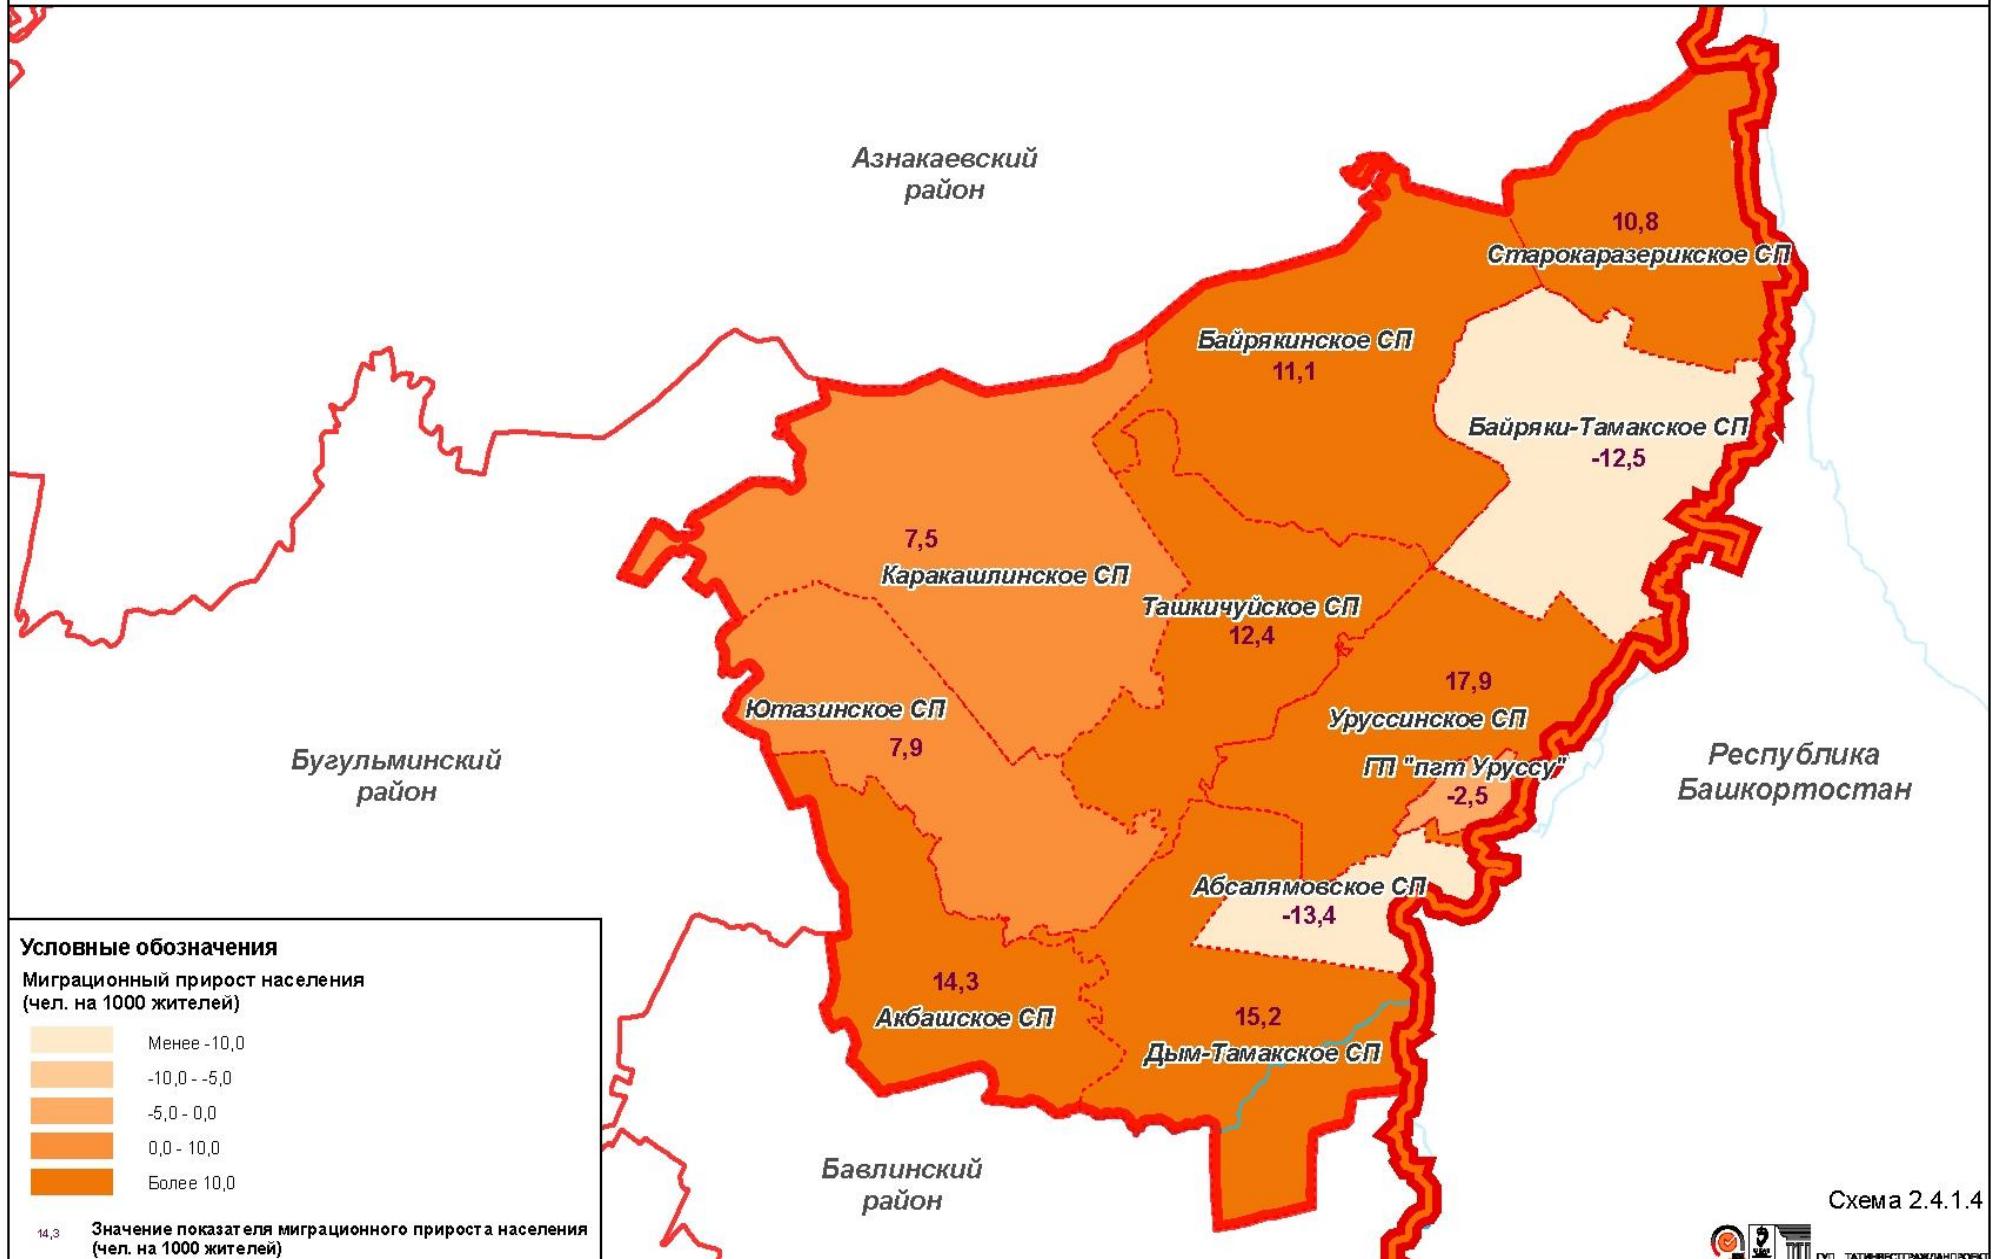 Азнакаевский
район
10,8
Старокаразерикское СП
Байрякинское СП
11,1
Байряки-Тамакское СП
-12,5
7,5
Каракашлинское СП
Ташкичуйское СП
12,4
17,9
Уруссинское СП
Ютазинское СП
7,9
ГП "пгт Уруссу"
-2,5
Бугульминский
район
Республика
Башкортостан
Абсалямовское СП
-13,4
14,3
Акбашское СП
15,2
Дым-Тамакское СП
Бавлинский
район
Условные обозначения
Миграционный прирост населения
(чел. на 1000 жителей)
Менее -10,0
-10,0 - -5,0
-5,0 - 0,0
0,0 - 10,0
Более 10,0
14,3 Значение показателя миграционного прироста населения
(чел. на 1000 жителей)
Схема 2.4.1.4